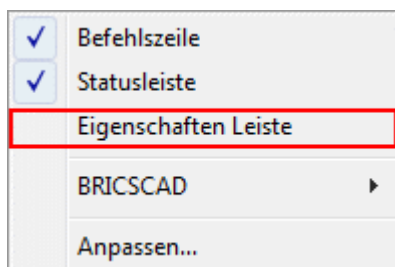 Befehlszeile
Statusleiste
Eigenschaften Leiste
BRICSCAD
Anpassen...